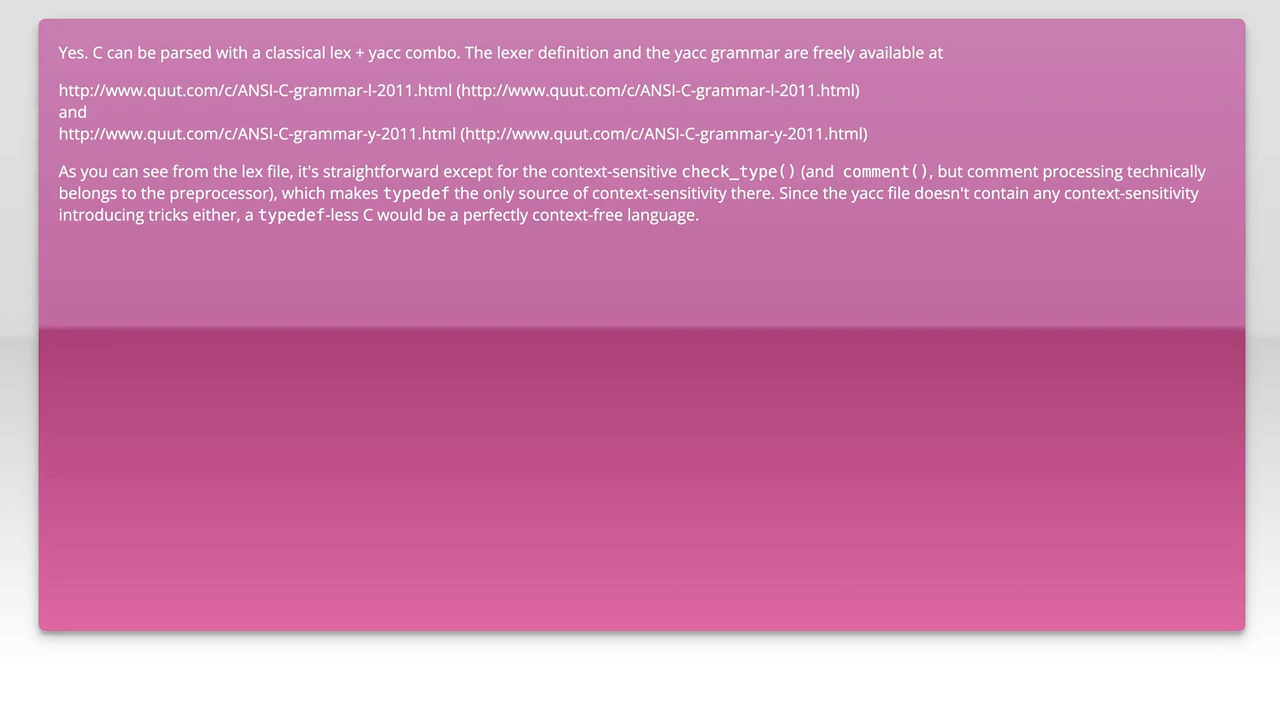 Yes. C can be parsed with a classical lex + yacc combo. The lexer definition and the yacc grammar are freely available at
http://www.quut.com/c/ANSI-C-grammar-l-2011.html (http://www.quut.com/c/ANSI-C-grammar-l-2011.html)
and
http://www.quut.com/c/ANSI-C-grammar-y-2011.html (http://www.quut.com/c/ANSI-C-grammar-y-2011.html)
As you can see from the lex file, it's straightforward except for the context-sensitive check_type() (and comment(), but comment processing technically
belongs to the preprocessor), which makes typedef the only source of context-sensitivity there. Since the yacc file doesn't contain any context-sensitivity
introducing tricks either, a typedef-less C would be a perfectly context-free language.